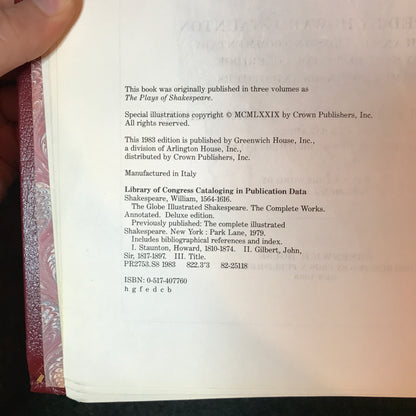 This book was originally published in three volumes as
The Plays of Shakespeare.
Special illustrations copyright © MCMLXXIX by Crown Publishers, Inc.
All rights reserved.
This 1983 edition is published by Greenwich House, Inc.,
a division of Arlington House, Inc.,
distributed by Crown Publishers, Inc.
Manufactured in Italy
Library of Congress Cataloging in Publication Data
Shakespeare, William, 1564-1616.
The Globe Illustrated Shakespeare. The Complete Works.
Annotated. Deluxe edition.
Previously published: The complete illustrated
Shakespeare. New York : Park Lane, 1979.
Includes bibliographical references and index.
I. Staunton, Howard, 1810-1874. II. Gilbert, John,
Sir, 1817-1897. III. Title.
PR2753.S8 1983 822.3'3 82-25118
ISBN: 0-517-407760
h g f e d c b